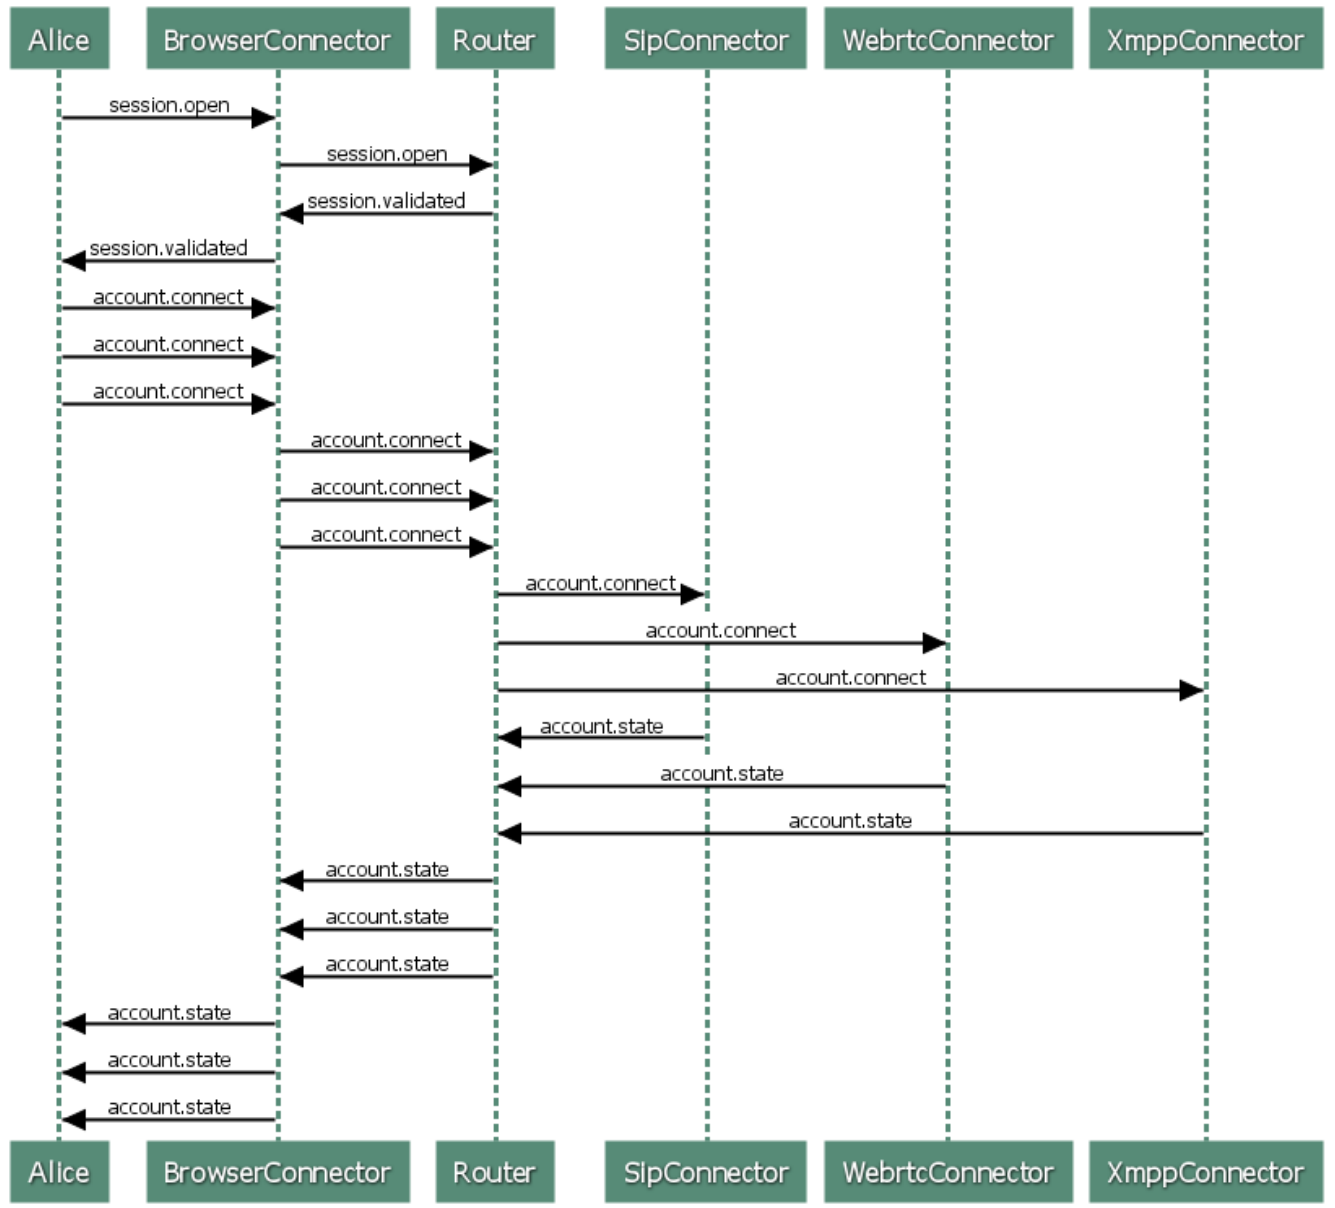 Alice BrowserConnector Router SipConnector WebrtcConnector XmppConnector
session.open
session.open
session.validated
session.validated
account.connect
account.connect
account.connect
account.connect
account.connect
account.connect
account.connect
account.connect
account.connect
account.state
account.state
account.state
account.state
account.state
account.state
account.state
account.state
account.state
Alice BrowserConnector Router SipConnector WebrtcConnector XmppConnector